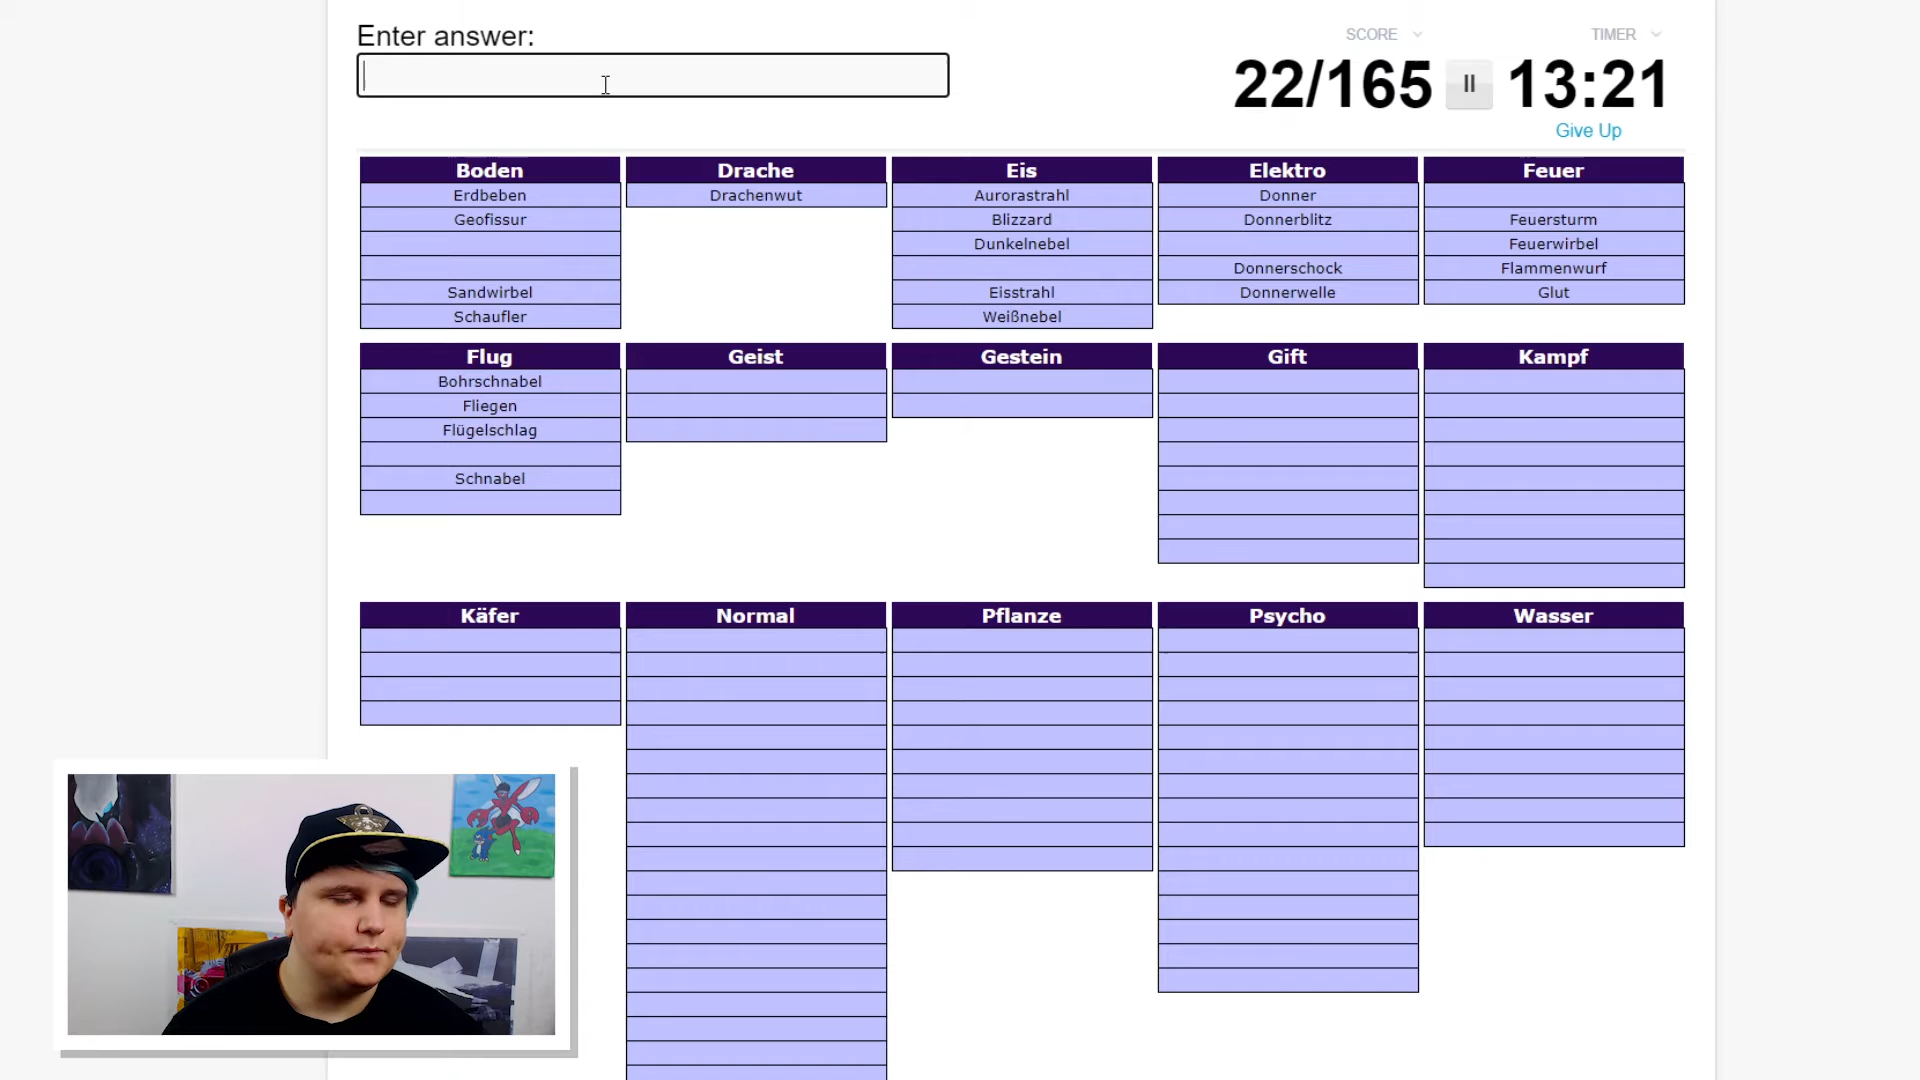 Enter answer:
SCORE
TIMER
22/165
13:21
Give Up
Boden
Drache
Eis
Elektro
Feuer
Erdbeben
Drachenwut
Aurorastrahl
Donner
Geofissur
Blizzard
Donnerblitz
Feuersturm
Dunkelnebel
Feuerwirbel
Donnerschock
Flammenwurf
Sandwirbel
Eisstrahl
Donnerwelle
Glut
Schaufler
Weißnebel
Flug
Geist
Gestein
Gift
Kampf
Bohrschnabel
Fliegen
Flügelschlag
Schnabel
Käfer
Normal
Pflanze
Psycho
Wasser